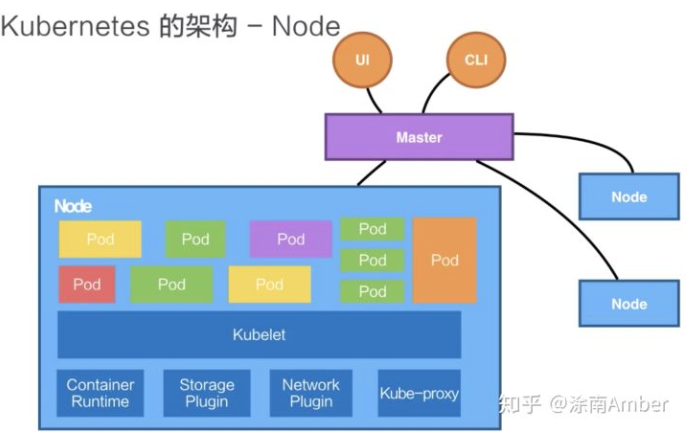 Kubernetes 的架构 – Node
UI
CLI
Master
Node
Node
Node
Pod
Pod
Pod
Pod
Pod
Pod
Pod
Pod
Pod
Pod
Kubelet
Container
Runtime
Storage
Plugin
Network
Plugin
Kube-proxy
知乎 @涂南Amber